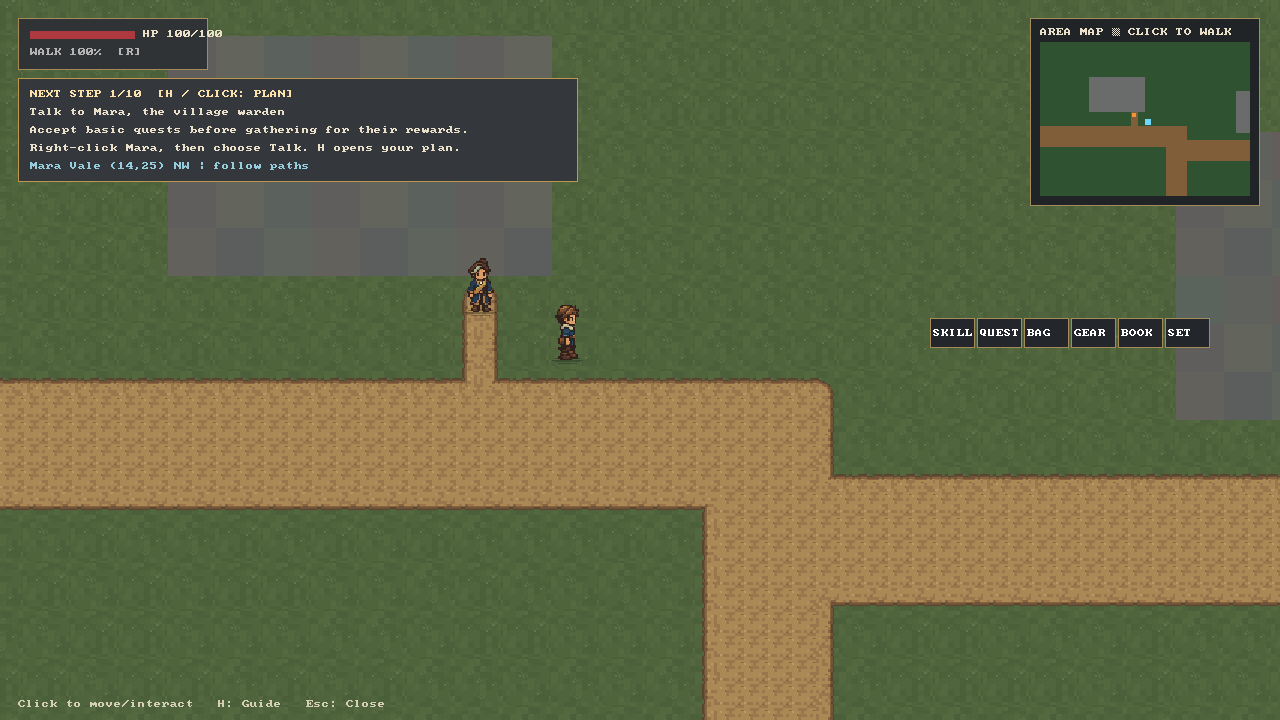 HP 100/100
WALK 100% [R]
NEXT STEP 1/10 [H / CLICK: PLAN]
Talk to Mara, the village warden
Accept basic quests before gathering for their rewards.
Right-click Mara, then choose Talk. H opens your plan.
Mara Vale (14,25) NW ¦ follow paths
AREA MAP ▒ CLICK TO WALK
SKILL QUEST BAG GEAR BOOK SET
Click to move/interact H: Guide Esc: Close